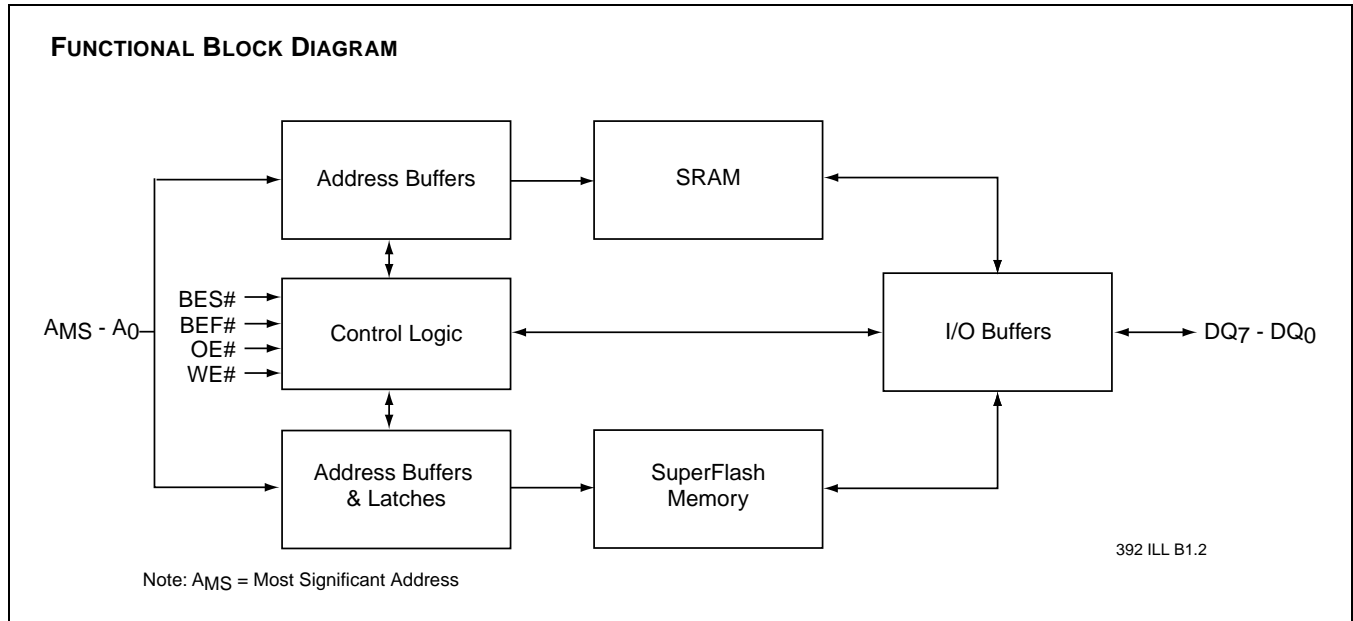 FUNCTIONAL BLOCK DIAGRAM
Address Buffers
SRAM
AMS - A0
BES#
BEF#
OE#
WE#
Control Logic
I/O Buffers
DQ7 - DQ0
Address Buffers
& Latches
SuperFlash
Memory
392 ILL B1.2
Note: AMS = Most Significant Address